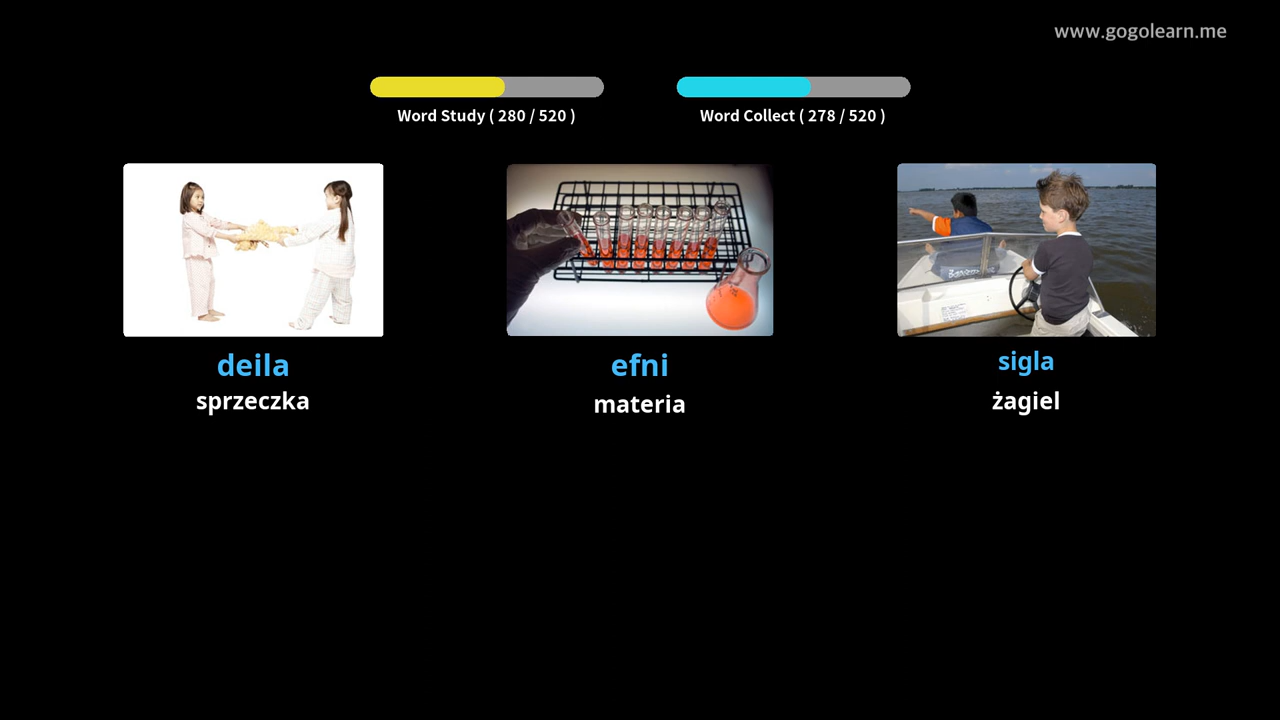 www.gogolearn.me
Word Study ( 280 / 520 )
Word Collect ( 278 / 520 )
deila
sprzeczka
efni
materia
sigla
żagiel